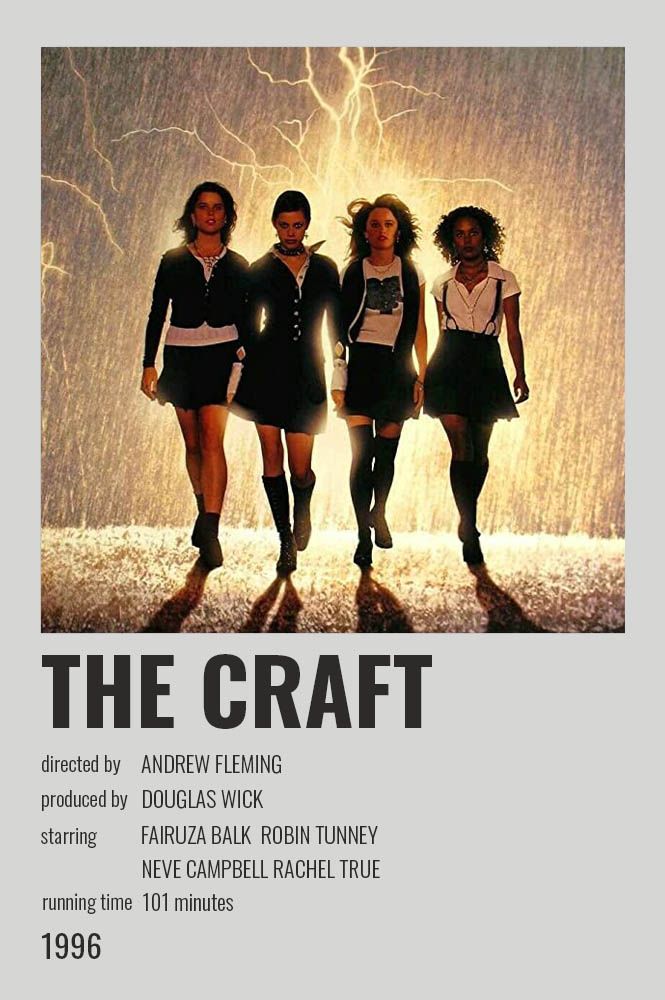 THE CRAFT
directed by ANDREW FLEMING
produced by DOUGLAS WICK
starring FAIRUZA BALK ROBIN TUNNEY
NEVE CAMPBELL RACHEL TRUE
running time 101 minutes
1996